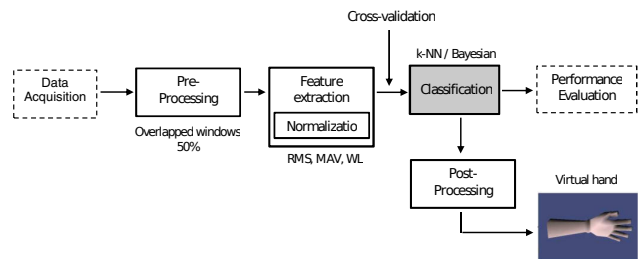 Cross-validation
k-NN / Bayesian
Data
Acquisition
Pre-
Processing
Overlapped windows
50%
Feature
extraction
Normalizatio
RMS, MAV, WL
Classification
Performance
Evaluation
Post-
Processing
Virtual hand